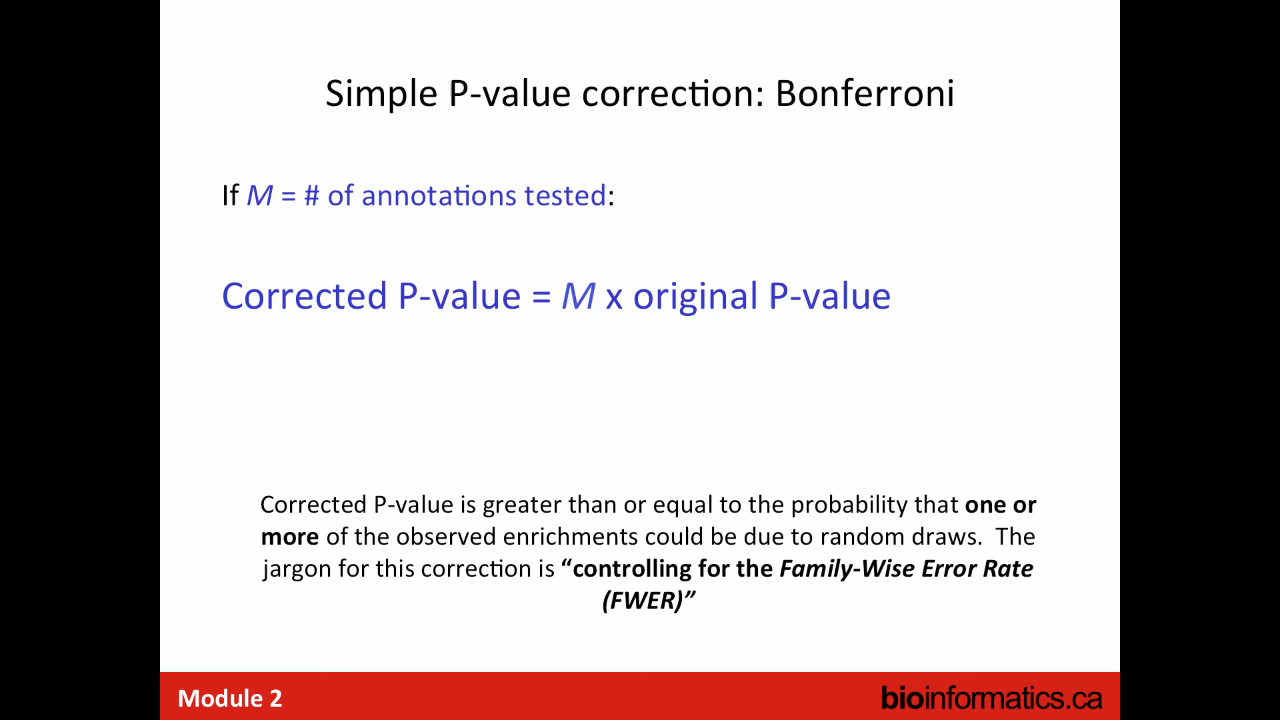 Simple P-value correction: Bonferroni
If M = # of annotations tested:
Corrected P-value = M x original P-value
Corrected P-value is greater than or equal to the probability that one or
more of the observed enrichments could be due to random draws.  The
jargon for this correction is “controlling for the Family-Wise Error Rate
(FWER)”
Module 2
bioinformatics.ca